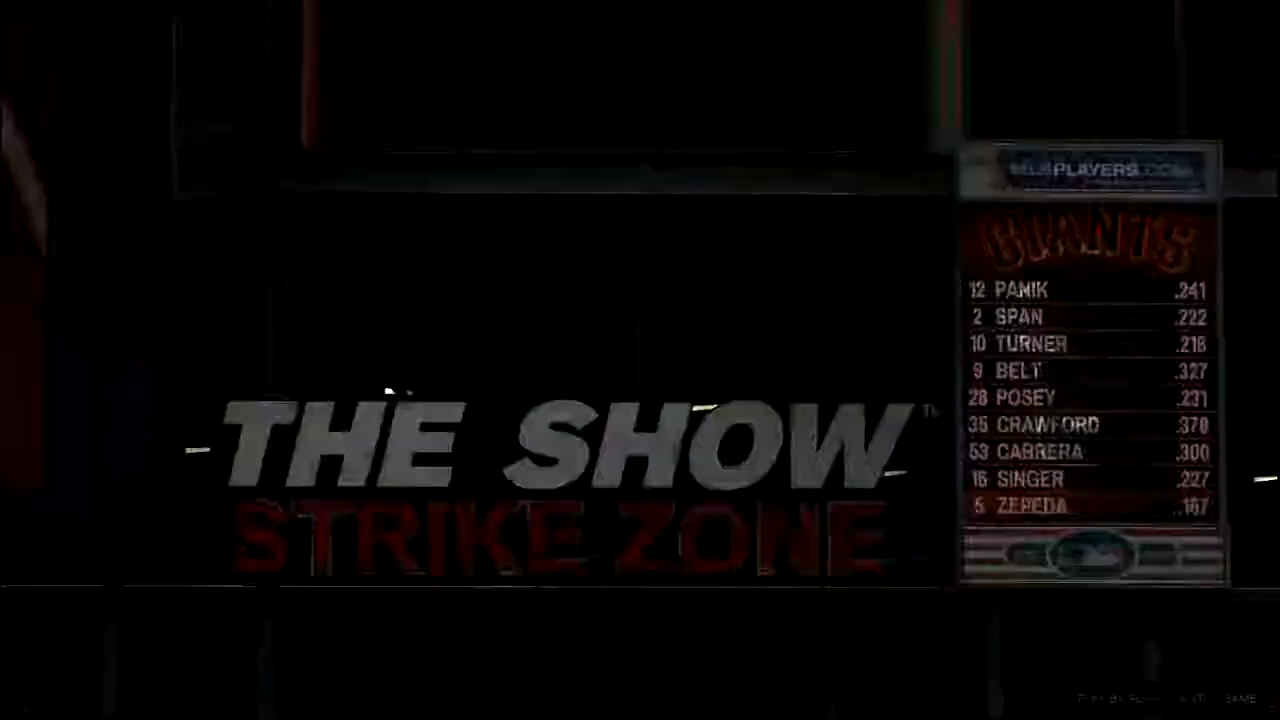 PLAYERS
GIANTS
12 PANIK .241
2 SPAN .222
10 TURNER .218
9 BELT .327
28 POSEY .231
35 CRAWFORD .370
53 CABRERA .300
16 SINGER .227
5 ZEPEDA .167
THE SHOW
STRIKE ZONE